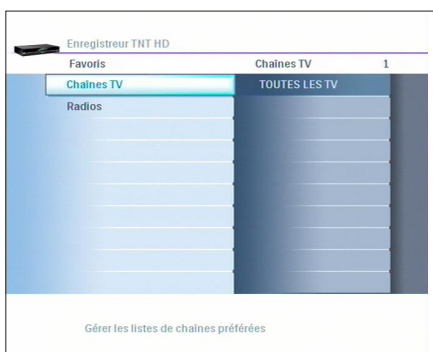 Enregistreur TNT HD
Favoris Chaînes TV 1
Chaînes TV TOUTES LES TV
Radios
Gérer les listes de chaînes préférées